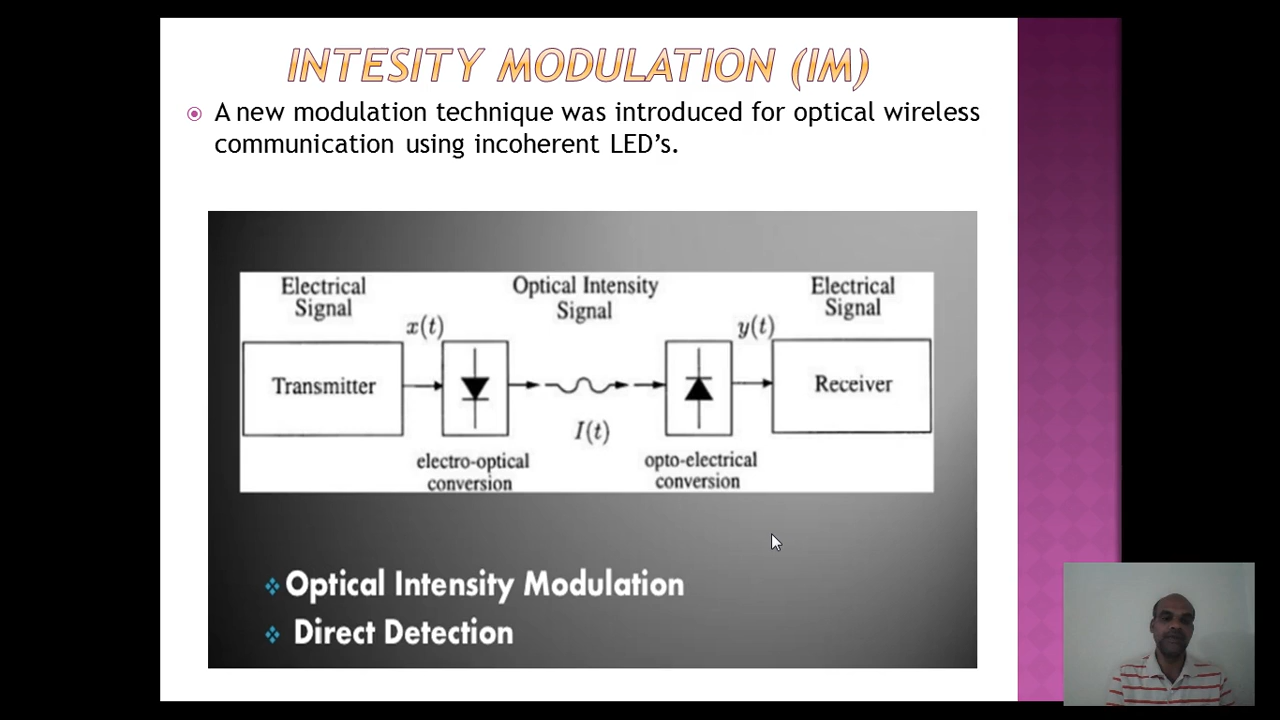 INTESITY MODULATION (IM)
A new modulation technique was introduced for optical wireless
communication using incoherent LED's.
Electrical
Signal
Optical Intensity
Signal
Electrical
Signal
x(t)
y(t)
Transmitter
Receiver
I(t)
electro-optical
conversion
opto-electrical
conversion
Optical Intensity Modulation
Direct Detection